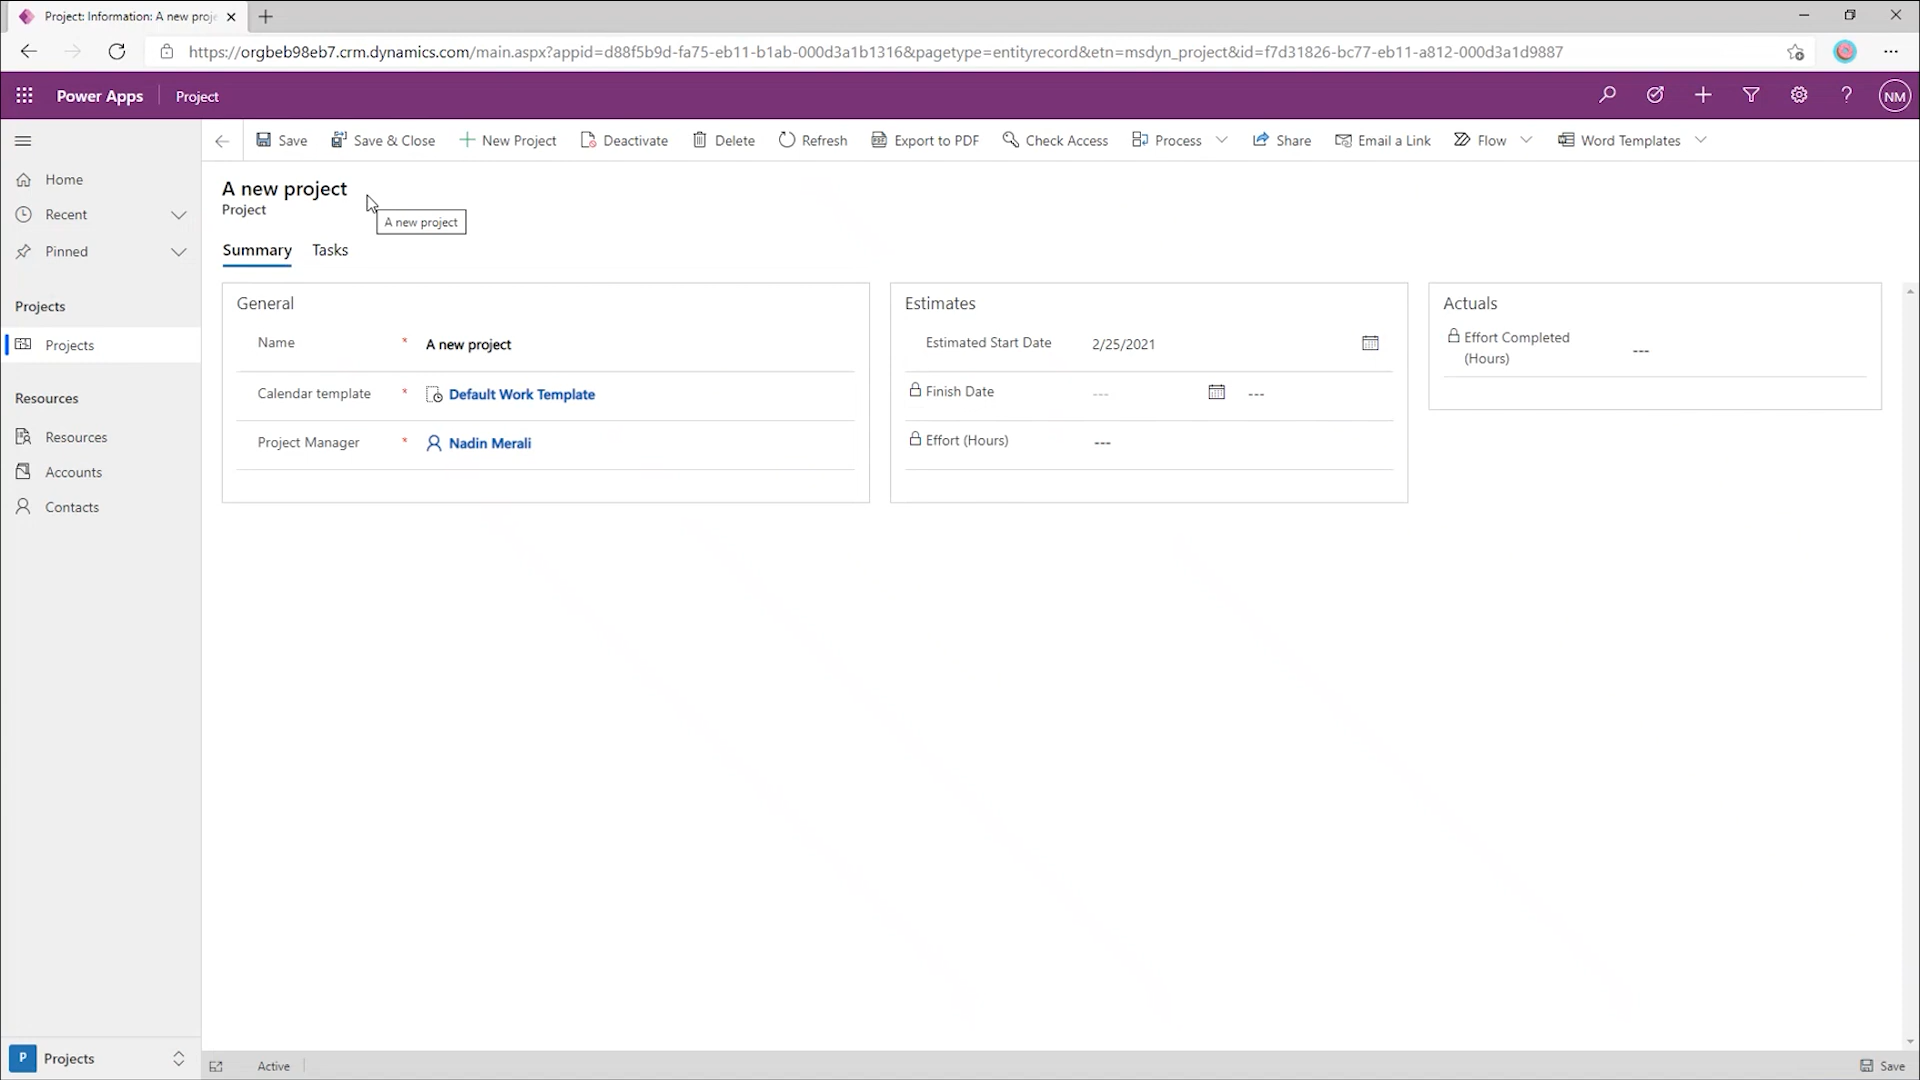 Project: Information: A new proje
https://orgbeb98eb7.crm.dynamics.com/main.aspx?appid=d88f5b9d-fa75-eb11-b1ab-000d3a1b1316&pagetype=entityrecord&etn=msdyn_project&id=f7d31826-bc77-eb11-a812-000d3a1d9887
Power Apps Project NM
Save Save & Close New Project Deactivate Delete Refresh Export to PDF Check Access Process Share Email a Link Flow Word Templates
Home
Recent
Pinned
Projects
Projects
Resources
Resources
Accounts
Contacts
A new project
Project
A new project
Summary Tasks
General
Name * A new project
Calendar template * Default Work Template
Project Manager * Nadin Merali
Estimates
Estimated Start Date 2/25/2021
Finish Date --- ---
Effort (Hours) ---
Actuals
Effort Completed
(Hours) ---
P Projects
Active
Save